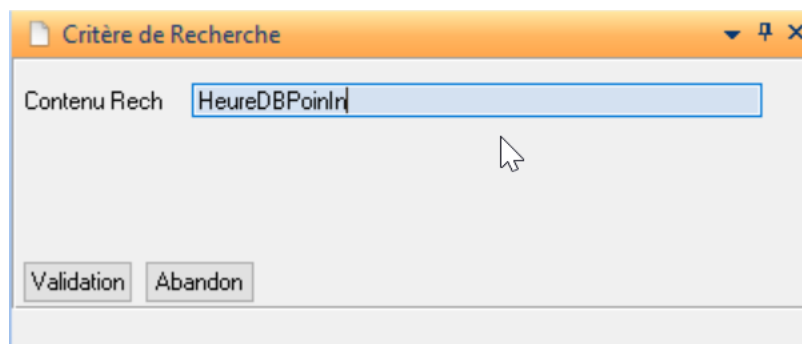 Critère de Recherche
Contenu Rech HeureDBPoinIn
Validation Abandon